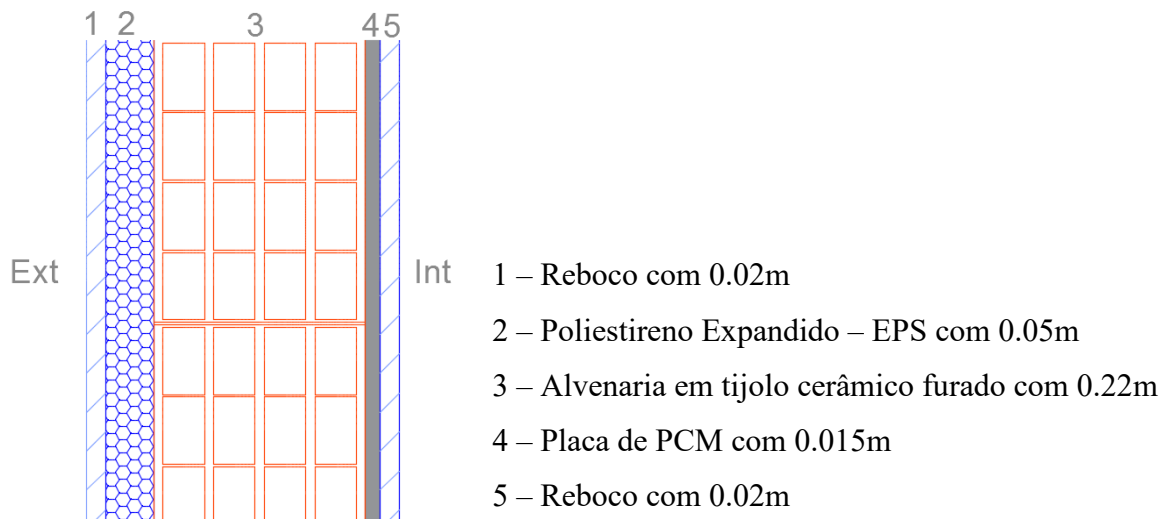 1 2 3 4 5
Ext
Int
1 – Reboco com 0.02m
2 – Poliestireno Expandido – EPS com 0.05m
3 – Alvenaria em tijolo cerâmico furado com 0.22m
4 – Placa de PCM com 0.015m
5 – Reboco com 0.02m